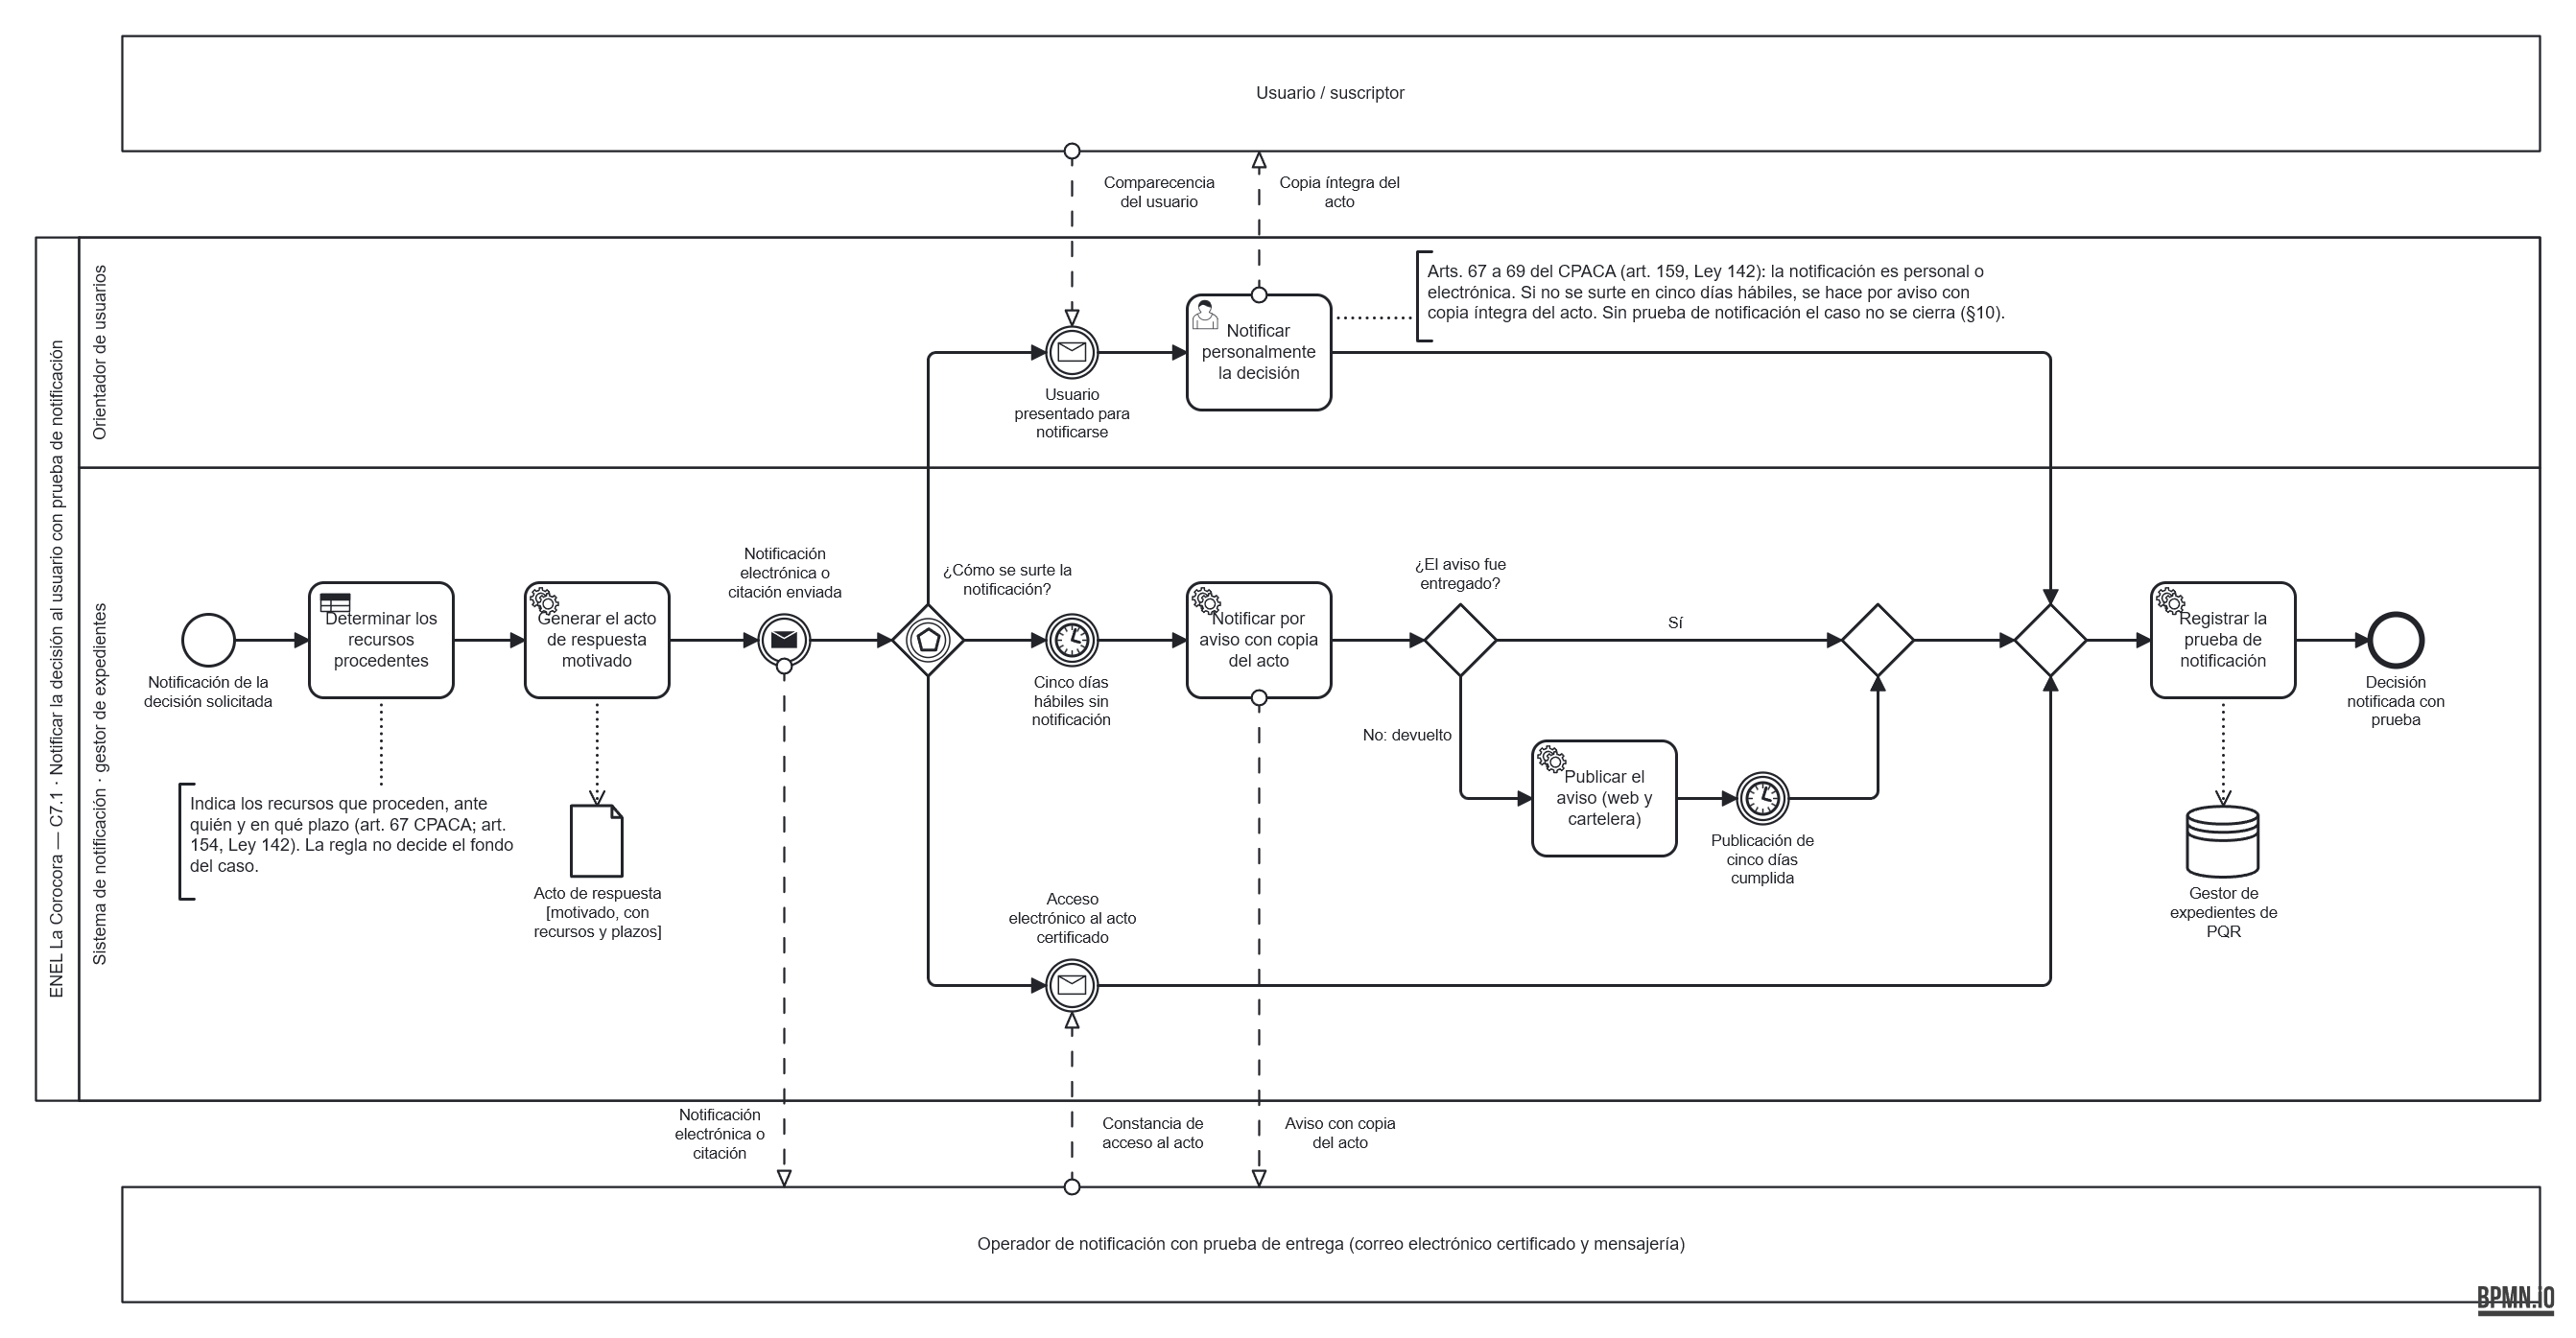 Usuario / suscriptor
Comparecencia
del usuario
Copia íntegra del
acto
ENEL La Corocora — C7.1 · Notificar la decisión al usuario con prueba de notificación
Orientador de usuarios
Arts. 67 a 69 del CPACA (art. 159, Ley 142): la notificación es personal o
electrónica. Si no se surte en cinco días hábiles, se hace por aviso con
copia íntegra del acto. Sin prueba de notificación el caso no se cierra (§10).
Notificar
personalmente
la decisión
Usuario
presentado para
notificarse
Sistema de notificación · gestor de expedientes
Notificación de la
decisión solicitada
Determinar los
recursos
procedentes
Generar el acto
de respuesta
motivado
Notificación
electrónica o
citación enviada
¿Cómo se surte la
notificación?
Cinco días
hábiles sin
notificación
Notificar por
aviso con copia
del acto
¿El aviso fue
entregado?
Sí
No: devuelto
Publicar el
aviso (web y
cartelera)
Publicación de
cinco días
cumplida
Registrar la
prueba de
notificación
Decisión
notificada con
prueba
Indica los recursos que proceden, ante
quién y en qué plazo (art. 67 CPACA; art.
154, Ley 142). La regla no decide el fondo
del caso.
Acto de respuesta
[motivado, con
recursos y plazos]
Acceso
electrónico al acto
certificado
Gestor de
expedientes de
PQR
Notificación
electrónica o
citación
Constancia de
acceso al acto
Aviso con copia
del acto
Operador de notificación con prueba de entrega (correo electrónico certificado y mensajería)
BPMN.iO